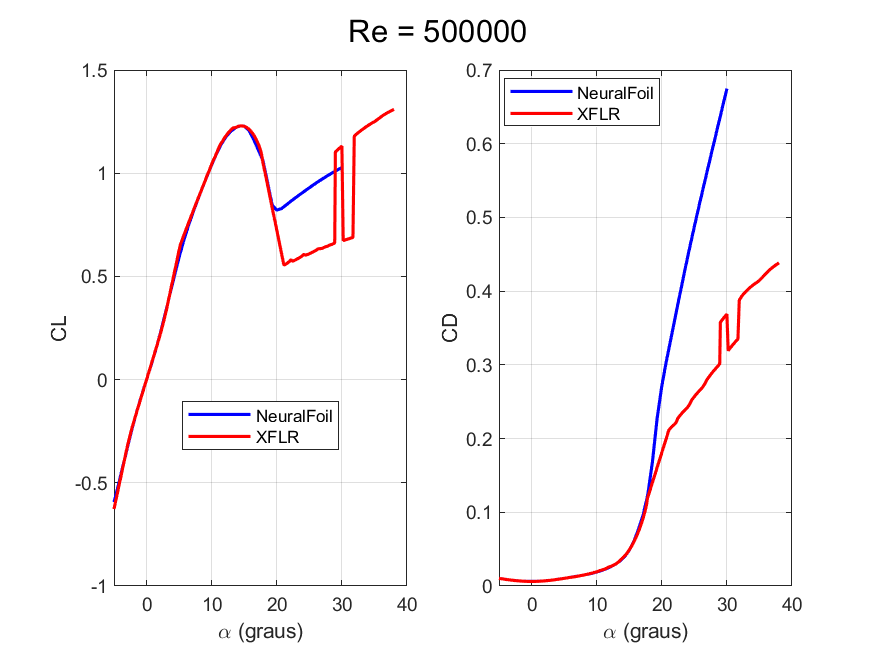 Re = 500000
1.5
1
0.5
0
-0.5
-1
CL
0 10 20 30 40
α (graus)
NeuralFoil
XFLR
0.7
0.6
0.5
0.4
0.3
0.2
0.1
0
CD
0 10 20 30 40
α (graus)
NeuralFoil
XFLR